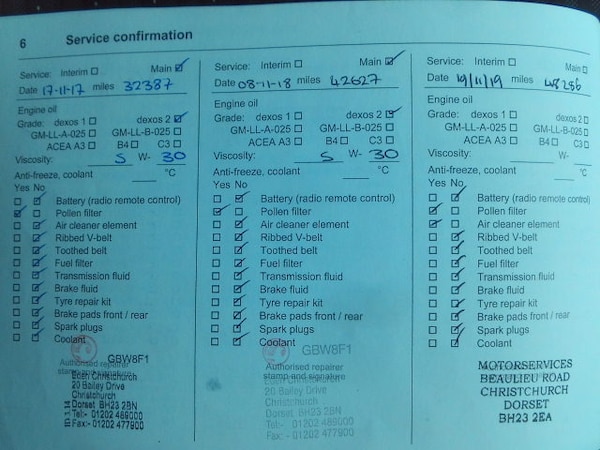 6 Service confirmation
Service: Interim ☐ Main ☑
Date 17-11-17 miles 32387
Engine oil
Grade: dexos 1 ☐ dexos 2 ☑
GM-LL-A-025 ☐ GM-LL-B-025 ☐
ACEA A3 ☐ B4 ☐ C3 ☐
Viscosity: 5 W- 30
Anti-freeze, coolant °C
Yes No
Battery (radio remote control)
Pollen filter
Air cleaner element
Ribbed V-belt
Toothed belt
Fuel filter
Transmission fluid
Brake fluid
Tyre repair kit
Brake pads front / rear
Spark plugs
Coolant
GBW8F1
Authorised repairer
stamp and signature
Eden Christchurch
20 Bailey Drive
Christchurch
Dorset BH23 2BN
Tel:- 01202 489000
Fax:- 01202 477900
Service: Interim ☐ Main ☑
Date 08-11-18 miles 42627
Engine oil
Grade: dexos 1 ☐ dexos 2 ☑
GM-LL-A-025 ☐ GM-LL-B-025 ☐
ACEA A3 ☐ B4 ☐ C3 ☐
Viscosity: 5 W- 30
Anti-freeze, coolant °C
Yes No
Battery (radio remote control)
Pollen filter
Air cleaner element
Ribbed V-belt
Toothed belt
Fuel filter
Transmission fluid
Brake fluid
Tyre repair kit
Brake pads front / rear
Spark plugs
Coolant
GBW8F1
Authorised repairer
stamp and signature
Eden Christchurch
20 Bailey Drive
Christchurch
Dorset BH23 2BN
Tel:- 01202 489000
Fax:- 01202 477900
Service: Interim ☐ Main ☐
Date 19/11/19 miles 48256
Engine oil
Grade: dexos 1 ☐ dexos 2 ☐
GM-LL-A-025 ☐ GM-LL-B-025 ☐
ACEA A3 ☐ B4 ☐ C3 ☐
Viscosity: W-
Anti-freeze, coolant °C
Yes No
Battery (radio remote control)
Pollen filter
Air cleaner element
Ribbed V-belt
Toothed belt
Fuel filter
Transmission fluid
Brake fluid
Tyre repair kit
Brake pads front / rear
Spark plugs
Coolant
MOTORSERVICES
BEAULIEU ROAD
CHRISTCHURCH
DORSET
BH23 2EA